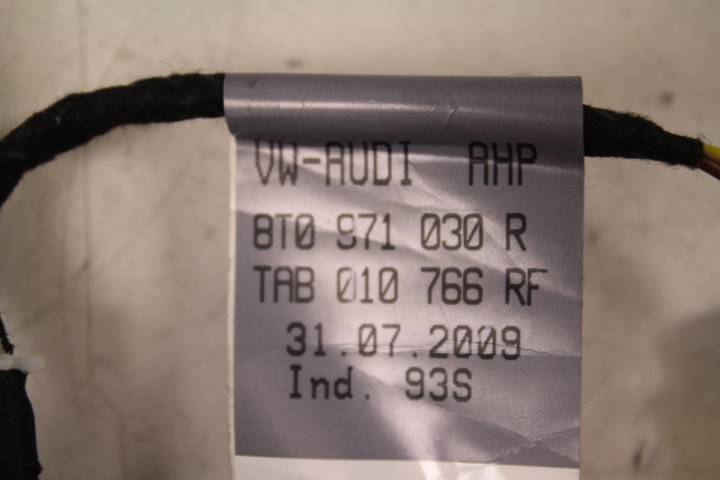 VW-AUDI AHP
8T0 971 030 R
TAB 010 766 RF
31.07.2009
Ind. 93S